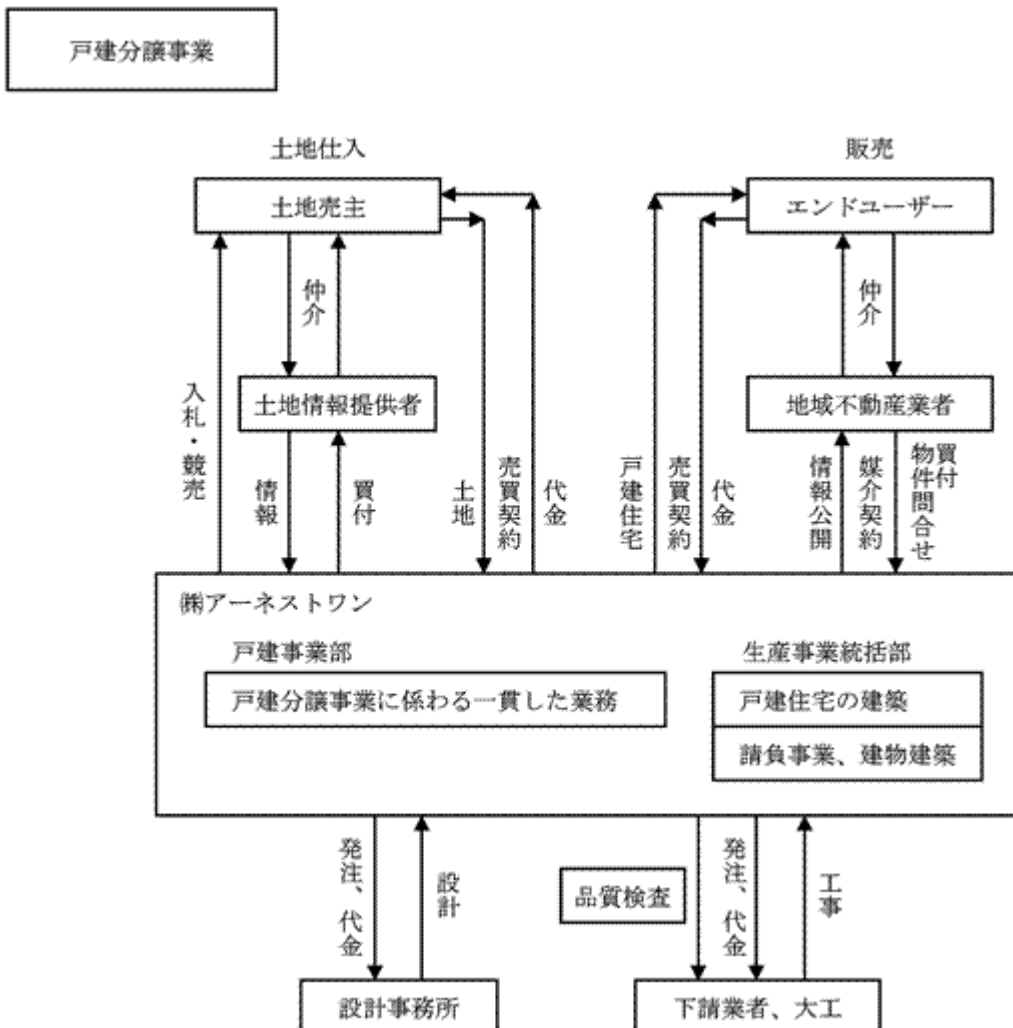 戸建分譲事業
土地仕入
販売
土地売主
エンドユーザー
仲介
仲介
土地情報提供者
地域不動産業者
入札・競売
情報
買付
土地
売買契約
代金
戸建住宅
売買契約
代金
情報公開
媒介契約
買付
物件問合せ
㈱アーネストワン
戸建事業部
生産事業統括部
戸建分譲事業に係わる一貫した業務
戸建住宅の建築
請負事業、建物建築
発注、代金
設計
品質検査
発注、代金
工事
設計事務所
下請業者、大工